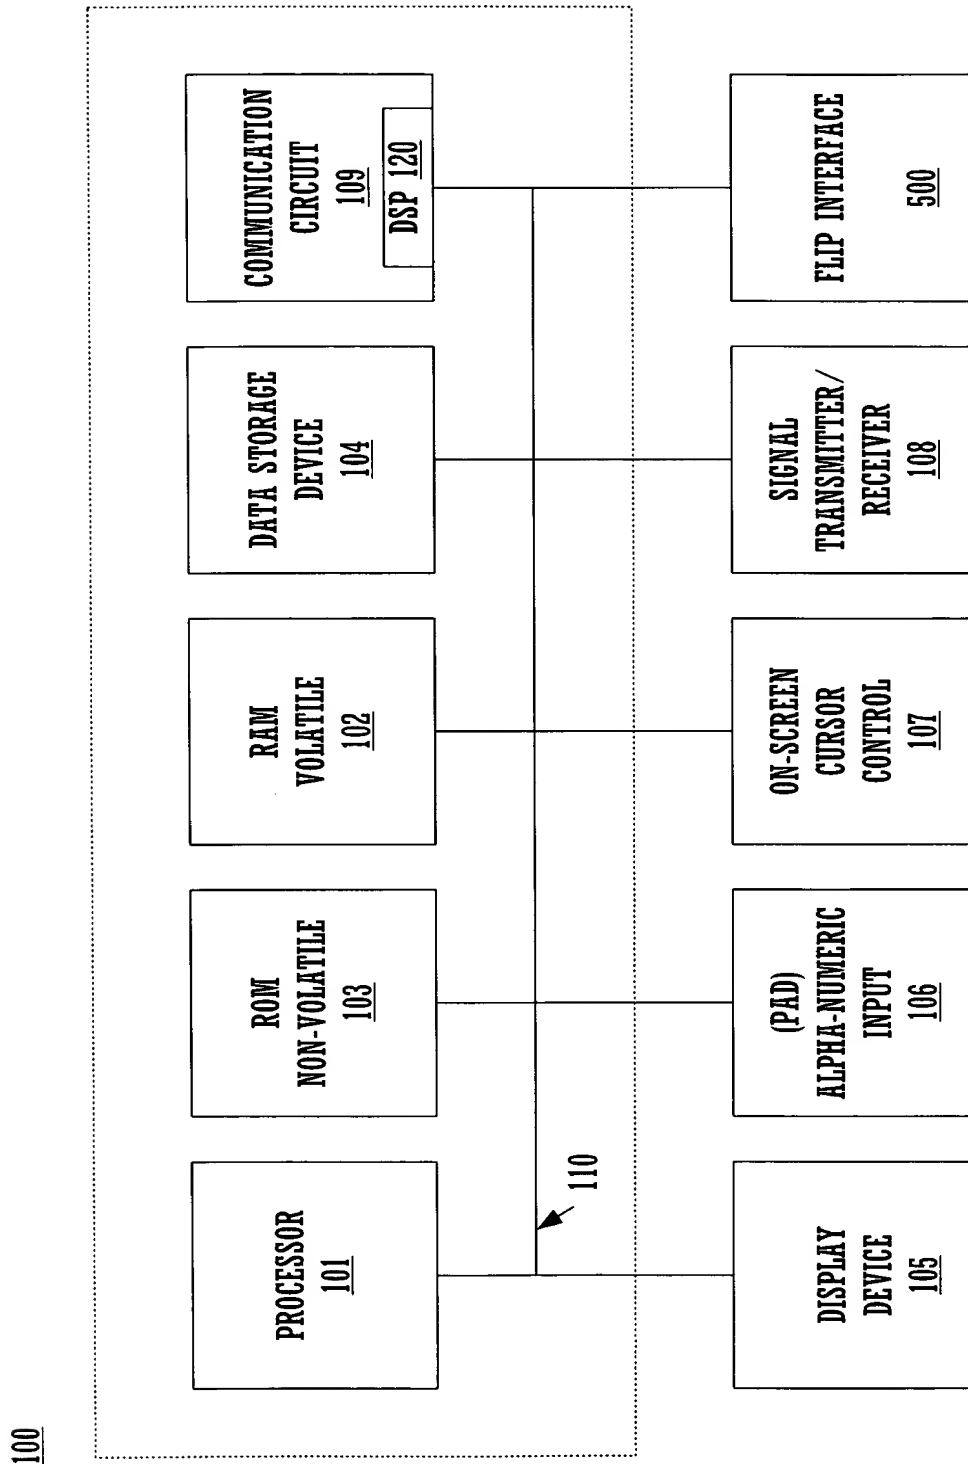 100
PROCESSOR
101
ROM
NON-VOLATILE
103
RAM
VOLATILE
102
DATA STORAGE
DEVICE
104
COMMUNICATION
CIRCUIT
109
DSP 120
110
DISPLAY
DEVICE
105
(PAD)
ALPHA-NUMERIC
INPUT
106
ON-SCREEN
CURSOR
CONTROL
107
SIGNAL
TRANSMITTER/
RECEIVER
108
FLIP INTERFACE
500